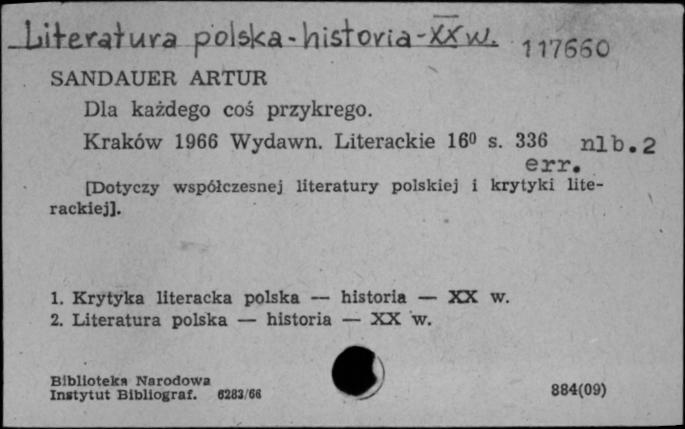 Literatura polska - historia - XX w.
117660
SANDAUER ARTUR
Dla każdego coś przykrego.
Kraków 1966 Wydawn. Literackie 16⁰ s. 336 nlb.2
err.
[Dotyczy współczesnej literatury polskiej i krytyki lite-
rackiej].
1. Krytyka literacka polska — historia — XX w.
2. Literatura polska — historia — XX w.
Biblioteka Narodowa
Instytut Bibliograf. 6283/66
884(09)